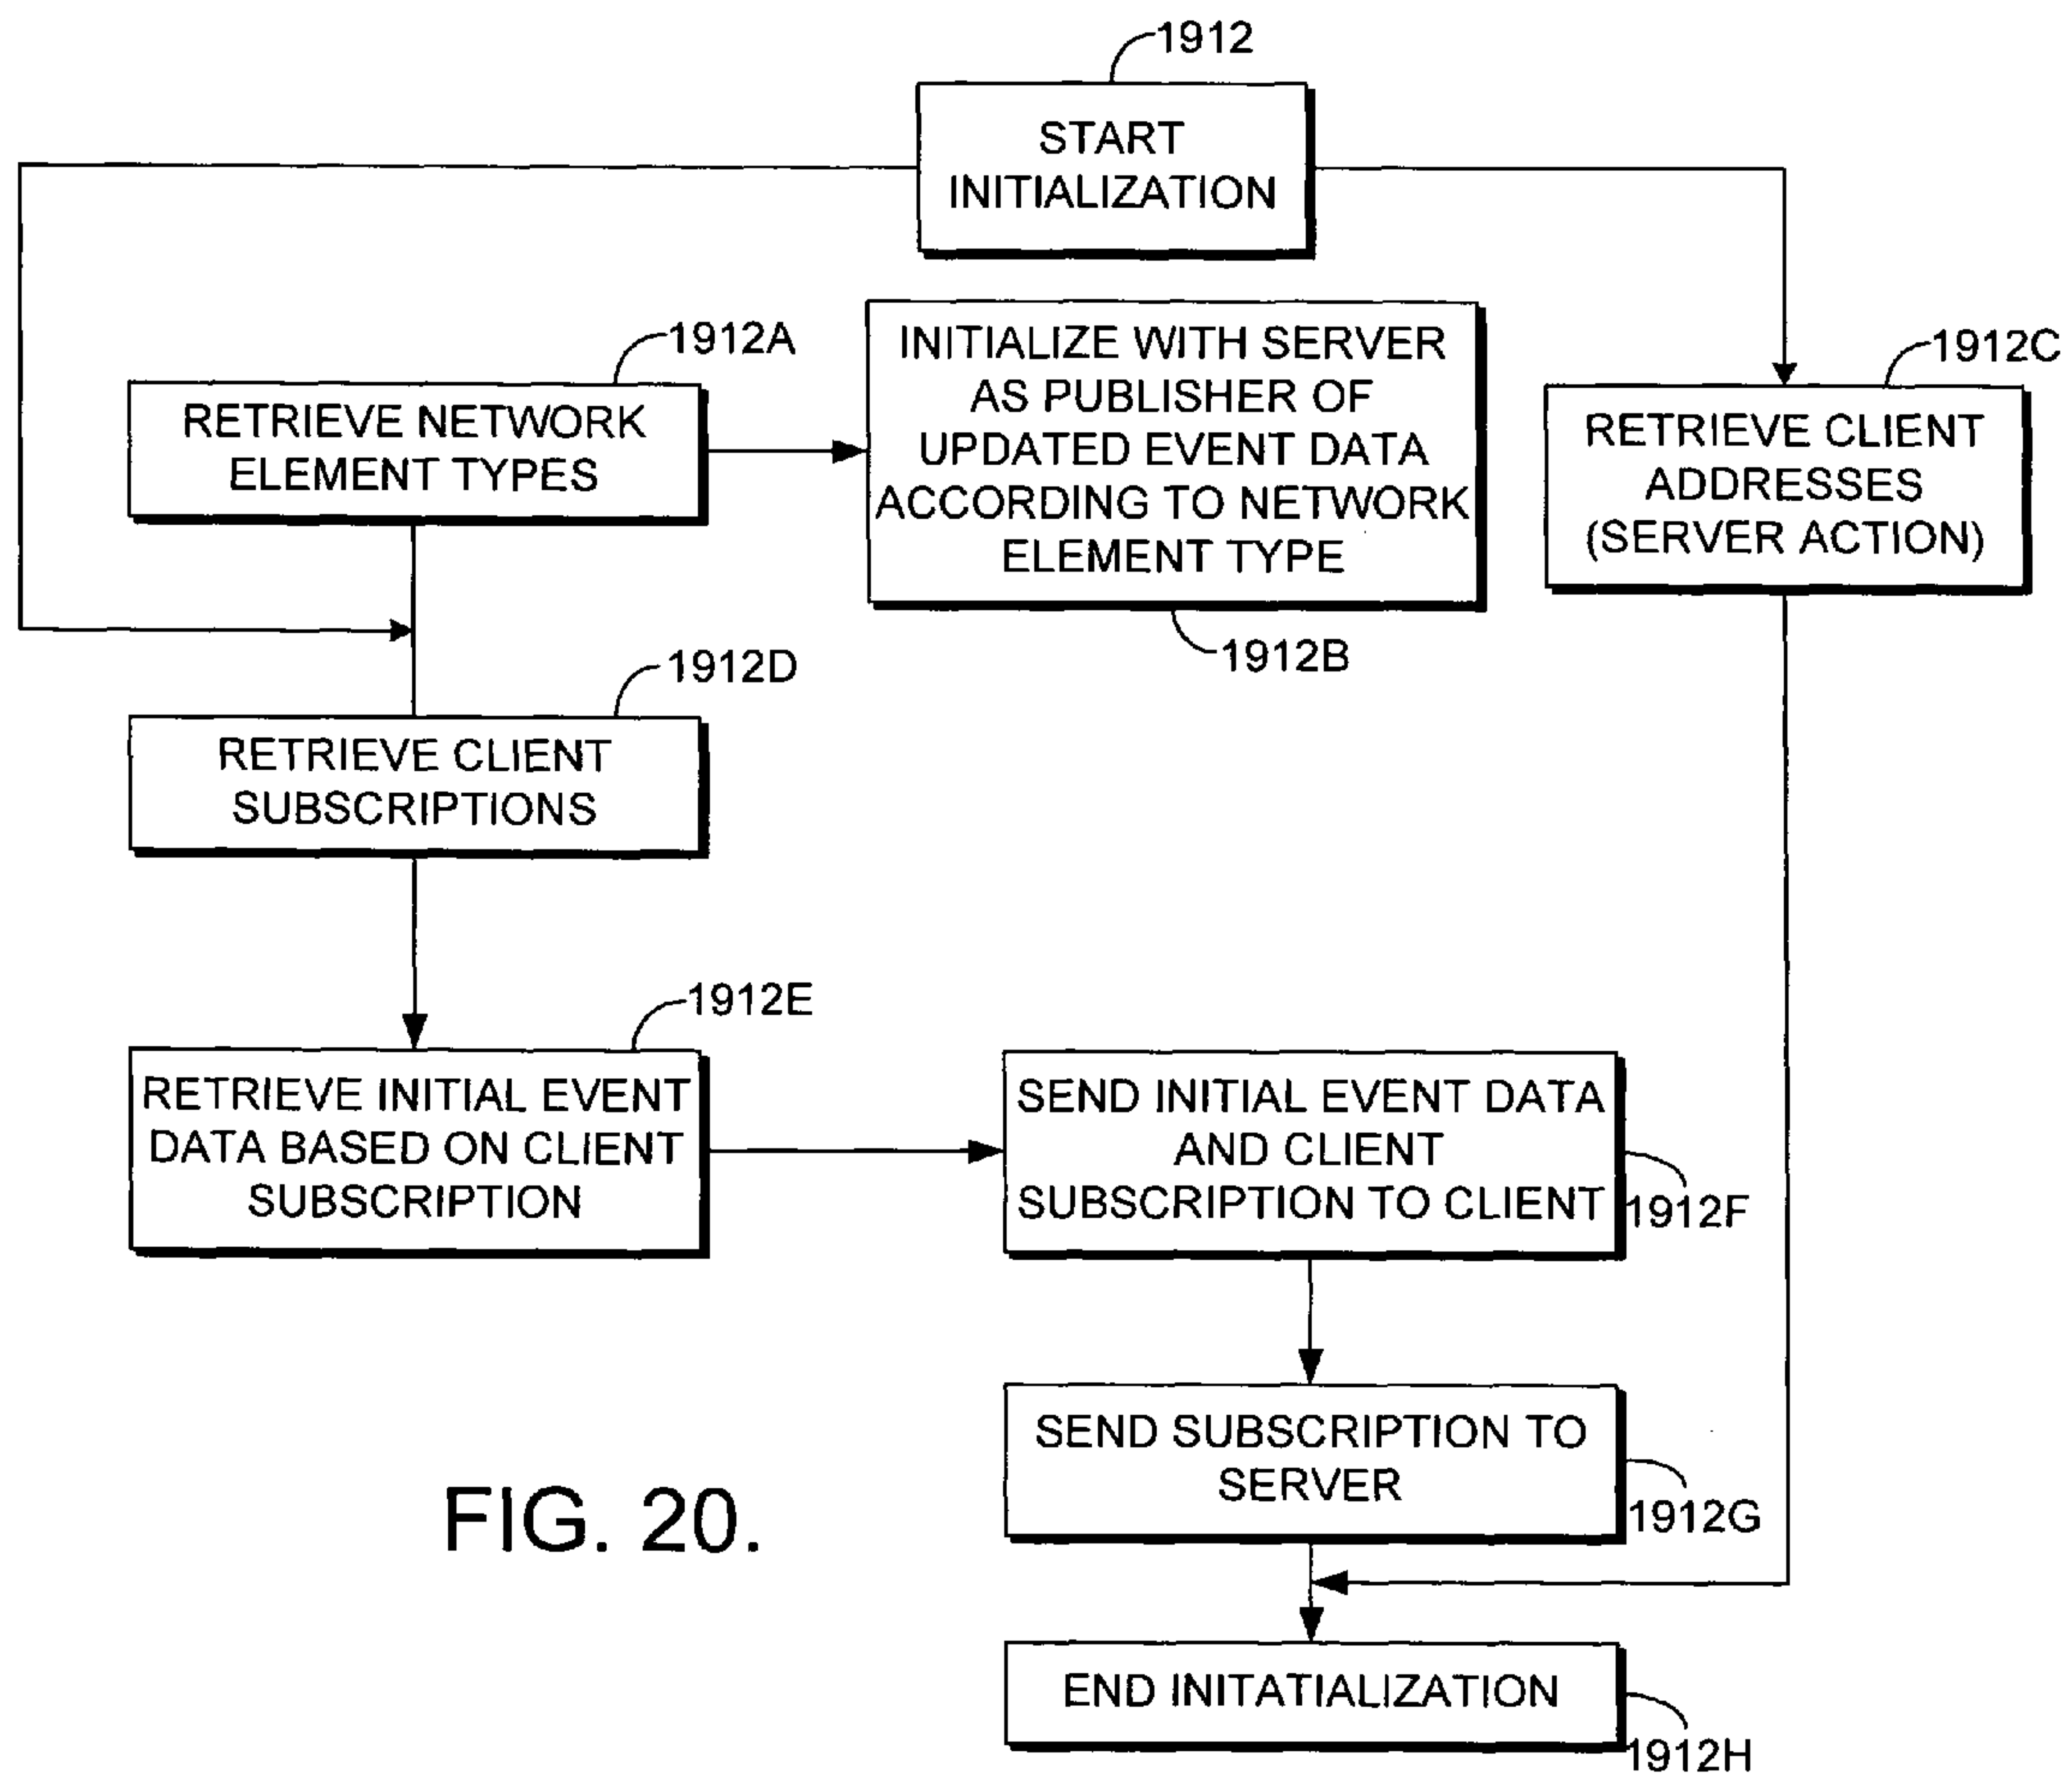 1912
START
INITIALIZATION
1912A
RETRIEVE NETWORK
ELEMENT TYPES
INITIALIZE WITH SERVER
AS PUBLISHER OF
UPDATED EVENT DATA
ACCORDING TO NETWORK
ELEMENT TYPE
1912B
1912C
RETRIEVE CLIENT
ADDRESSES
(SERVER ACTION)
1912D
RETRIEVE CLIENT
SUBSCRIPTIONS
1912E
RETRIEVE INITIAL EVENT
DATA BASED ON CLIENT
SUBSCRIPTION
SEND INITIAL EVENT DATA
AND CLIENT
SUBSCRIPTION TO CLIENT
1912F
SEND SUBSCRIPTION TO
SERVER
1912G
END INITATIALIZATION
1912H
FIG. 20.